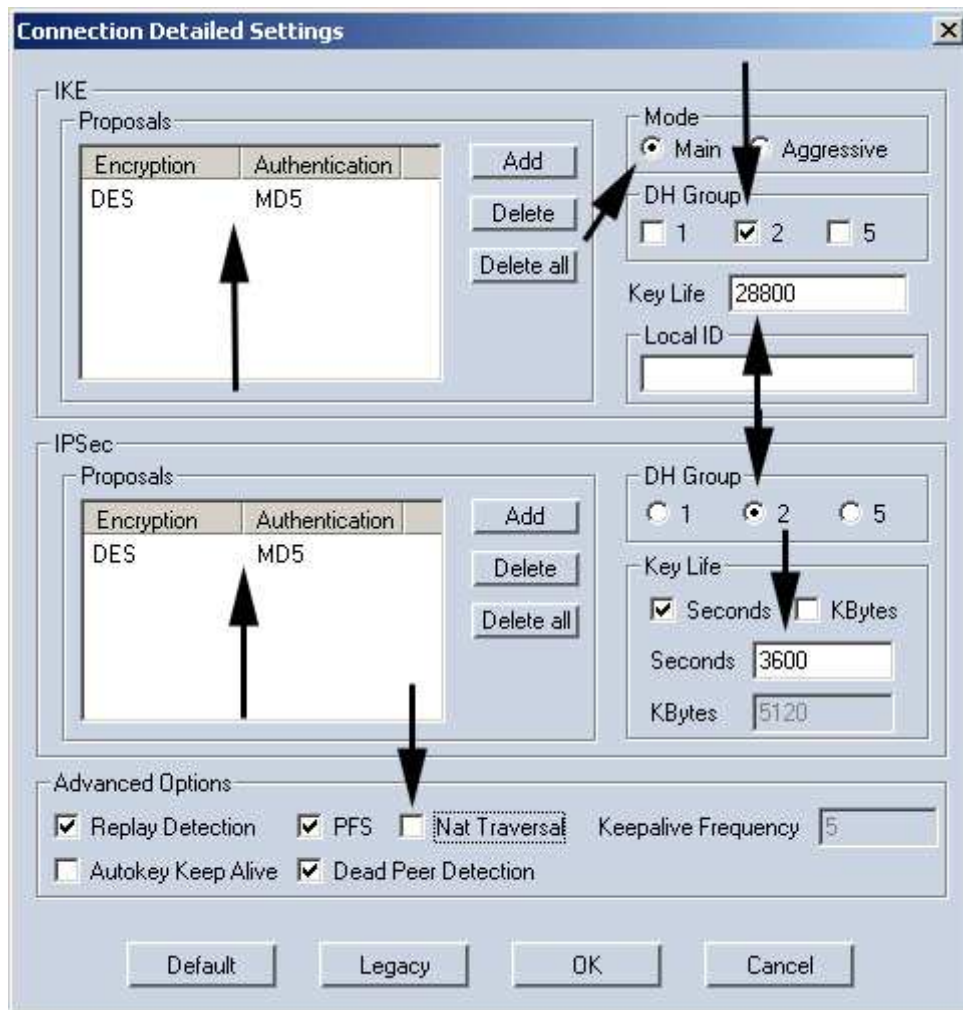 Connection Detailed Settings
IKE
Proposals
Encryption Authentication
DES MD5
Add
Delete
Delete all
Mode
Main Aggressive
DH Group
1 2 5
Key Life 28800
Local ID
IPSec
Proposals
Encryption Authentication
DES MD5
Add
Delete
Delete all
DH Group
1 2 5
Key Life
Seconds KBytes
Seconds 3600
KBytes 5120
Advanced Options
Replay Detection PFS Nat Traversal Keepalive Frequency 5
Autokey Keep Alive Dead Peer Detection
Default Legacy OK Cancel